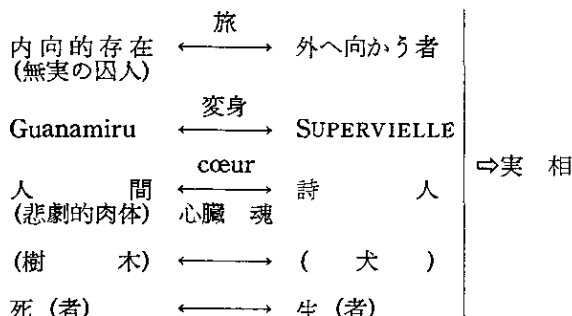 旅
内向的存在 ⟷ 外へ向かう者
(無実の囚人)
変身
Guanamiru ⟷ SUPERVIELLE
cœur ⇨実 相
人 間 ⟷ 詩 人
(悲劇的肉体) 心臓 魂
(樹 木) ⟷ ( 犬 )
死 (者) ⟷ 生 (者)